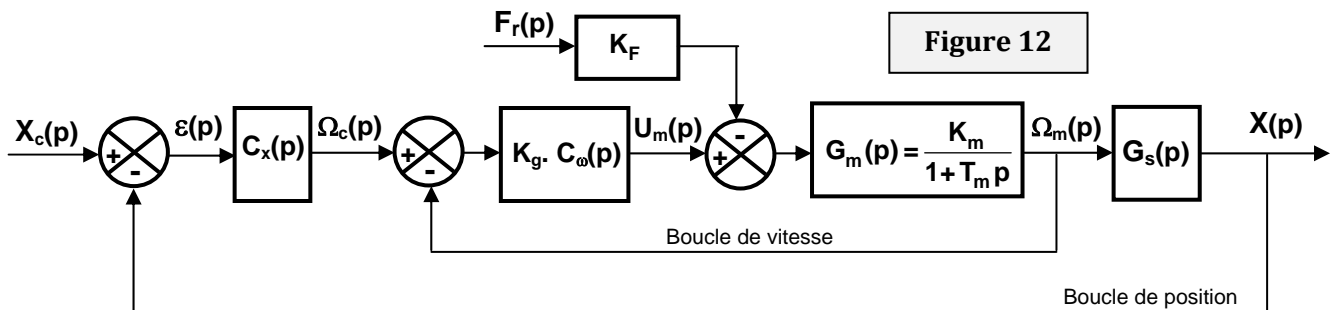 Fr(p)
KF
Figure 12
Xc(p)
+
-
ε(p)
Cx(p)
Ωc(p)
+
-
Kg. Cω(p)
Um(p)
+
-
Gm(p) = Km / 1+ Tm p
Ωm(p)
Gs(p)
X(p)
Boucle de vitesse
Boucle de position